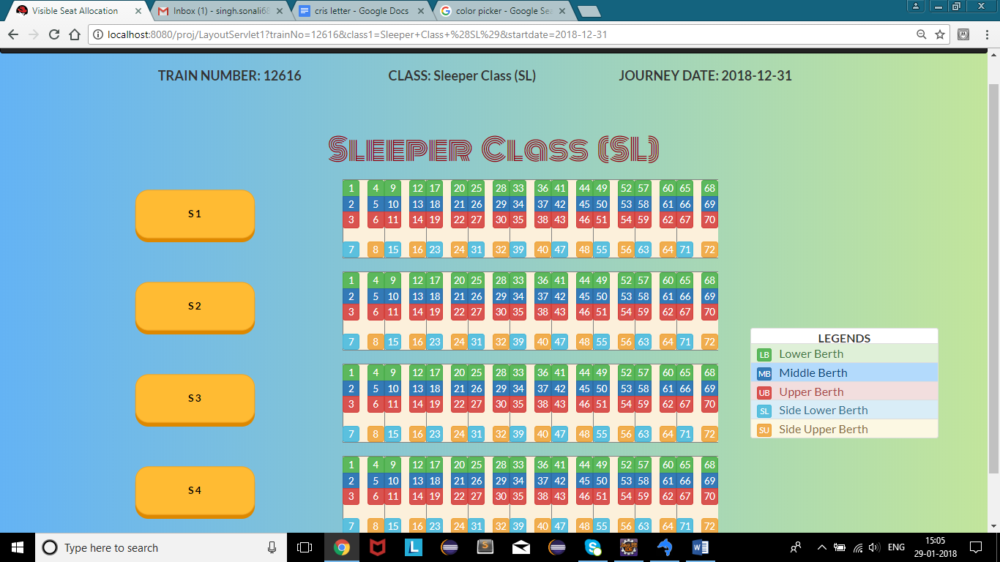 Visible Seat Allocation
Inbox (1) - singh.sonali68
cris letter - Google Docs
color picker - Google Sea
localhost:8080/proj/LayoutServlet1?trainNo=12616&class1=Sleeper+Class+%28SL%29&startdate=2018-12-31
TRAIN NUMBER: 12616 CLASS: Sleeper Class (SL) JOURNEY DATE: 2018-12-31
Sleeper Class (SL)
S1
1 4 9 12 17 20 25 28 33 36 41 44 49 52 57 60 65 68
2 5 10 13 18 21 26 29 34 37 42 45 50 53 58 61 66 69
3 6 11 14 19 22 27 30 35 38 43 46 51 54 59 62 67 70
7 8 15 16 23 24 31 32 39 40 47 48 55 56 63 64 71 72
S2
1 4 9 12 17 20 25 28 33 36 41 44 49 52 57 60 65 68
2 5 10 13 18 21 26 29 34 37 42 45 50 53 58 61 66 69
3 6 11 14 19 22 27 30 35 38 43 46 51 54 59 62 67 70
7 8 15 16 23 24 31 32 39 40 47 48 55 56 63 64 71 72
S3
1 4 9 12 17 20 25 28 33 36 41 44 49 52 57 60 65 68
2 5 10 13 18 21 26 29 34 37 42 45 50 53 58 61 66 69
3 6 11 14 19 22 27 30 35 38 43 46 51 54 59 62 67 70
7 8 15 16 23 24 31 32 39 40 47 48 55 56 63 64 71 72
S4
1 4 9 12 17 20 25 28 33 36 41 44 49 52 57 60 65 68
2 5 10 13 18 21 26 29 34 37 42 45 50 53 58 61 66 69
3 6 11 14 19 22 27 30 35 38 43 46 51 54 59 62 67 70
7 8 15 16 23 24 31 32 39 40 47 48 55 56 63 64 71 72
LEGENDS
LB Lower Berth
MB Middle Berth
UB Upper Berth
SL Side Lower Berth
SU Side Upper Berth
Type here to search
ENG
15:05
29-01-2018